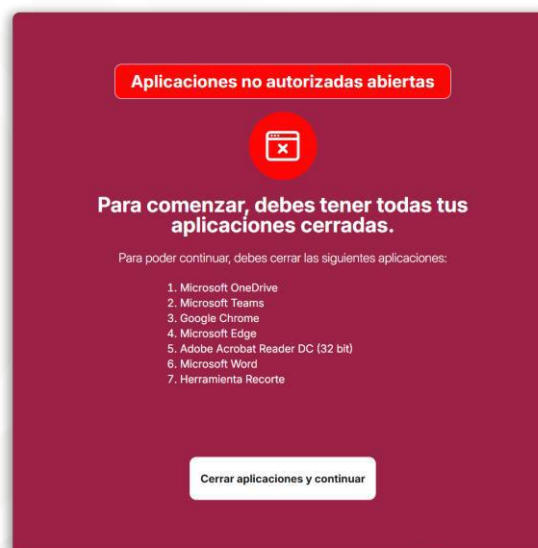 Aplicaciones no autorizadas abiertas
Para comenzar, debes tener todas tus
aplicaciones cerradas.
Para poder continuar, debes cerrar las siguientes aplicaciones:
1. Microsoft OneDrive
2. Microsoft Teams
3. Google Chrome
4. Microsoft Edge
5. Adobe Acrobat Reader DC (32 bit)
6. Microsoft Word
7. Herramienta Recorte
Cerrar aplicaciones y continuar